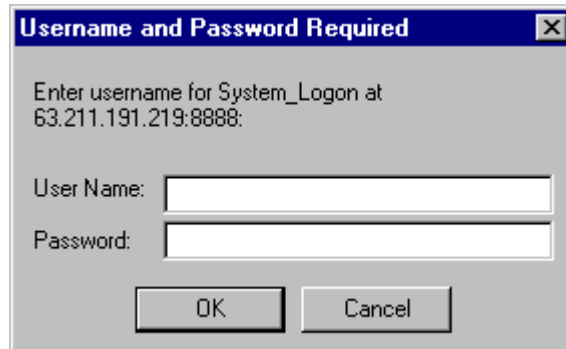 Username and Password Required
Enter username for System_Logon at
63.211.191.219:8888:
User Name:
Password:
OK Cancel